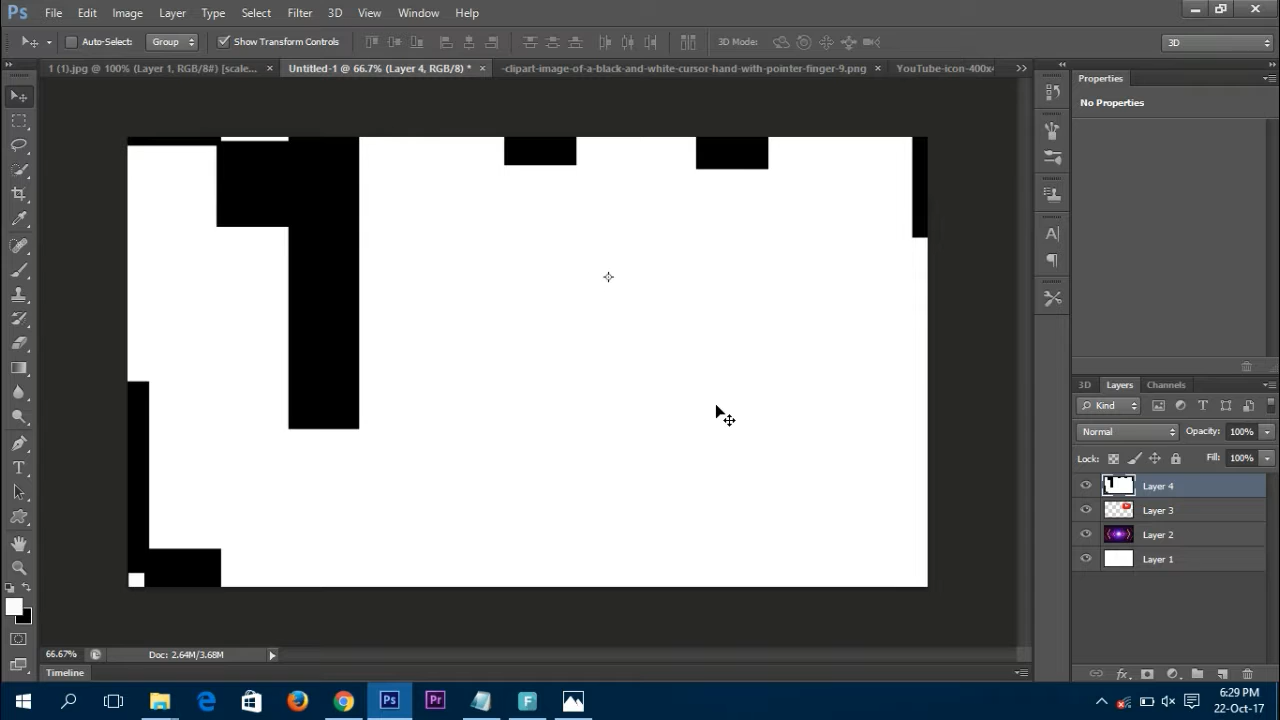 Ps File Edit Image Layer Type Select Filter 3D View Window Help
Auto-Select: Group Show Transform Controls 3D Mode: 3D
1 (1).jpg @ 100% (Layer 1, RGB/8#) [scale... × Untitled-1 @ 66.7% (Layer 4, RGB/8) * × -clipart-image-of-a-black-and-white-cursor-hand-with-pointer-finger-9.png × YouTube-icon-400x
Properties
No Properties
3D Layers Channels
Kind
Normal Opacity: 100%
Lock: Fill: 100%
Layer 4
Layer 3
Layer 2
Layer 1
66.67% Doc: 2.64M/3.68M
Timeline
Ps Pr F
6:29 PM
22-Oct-17